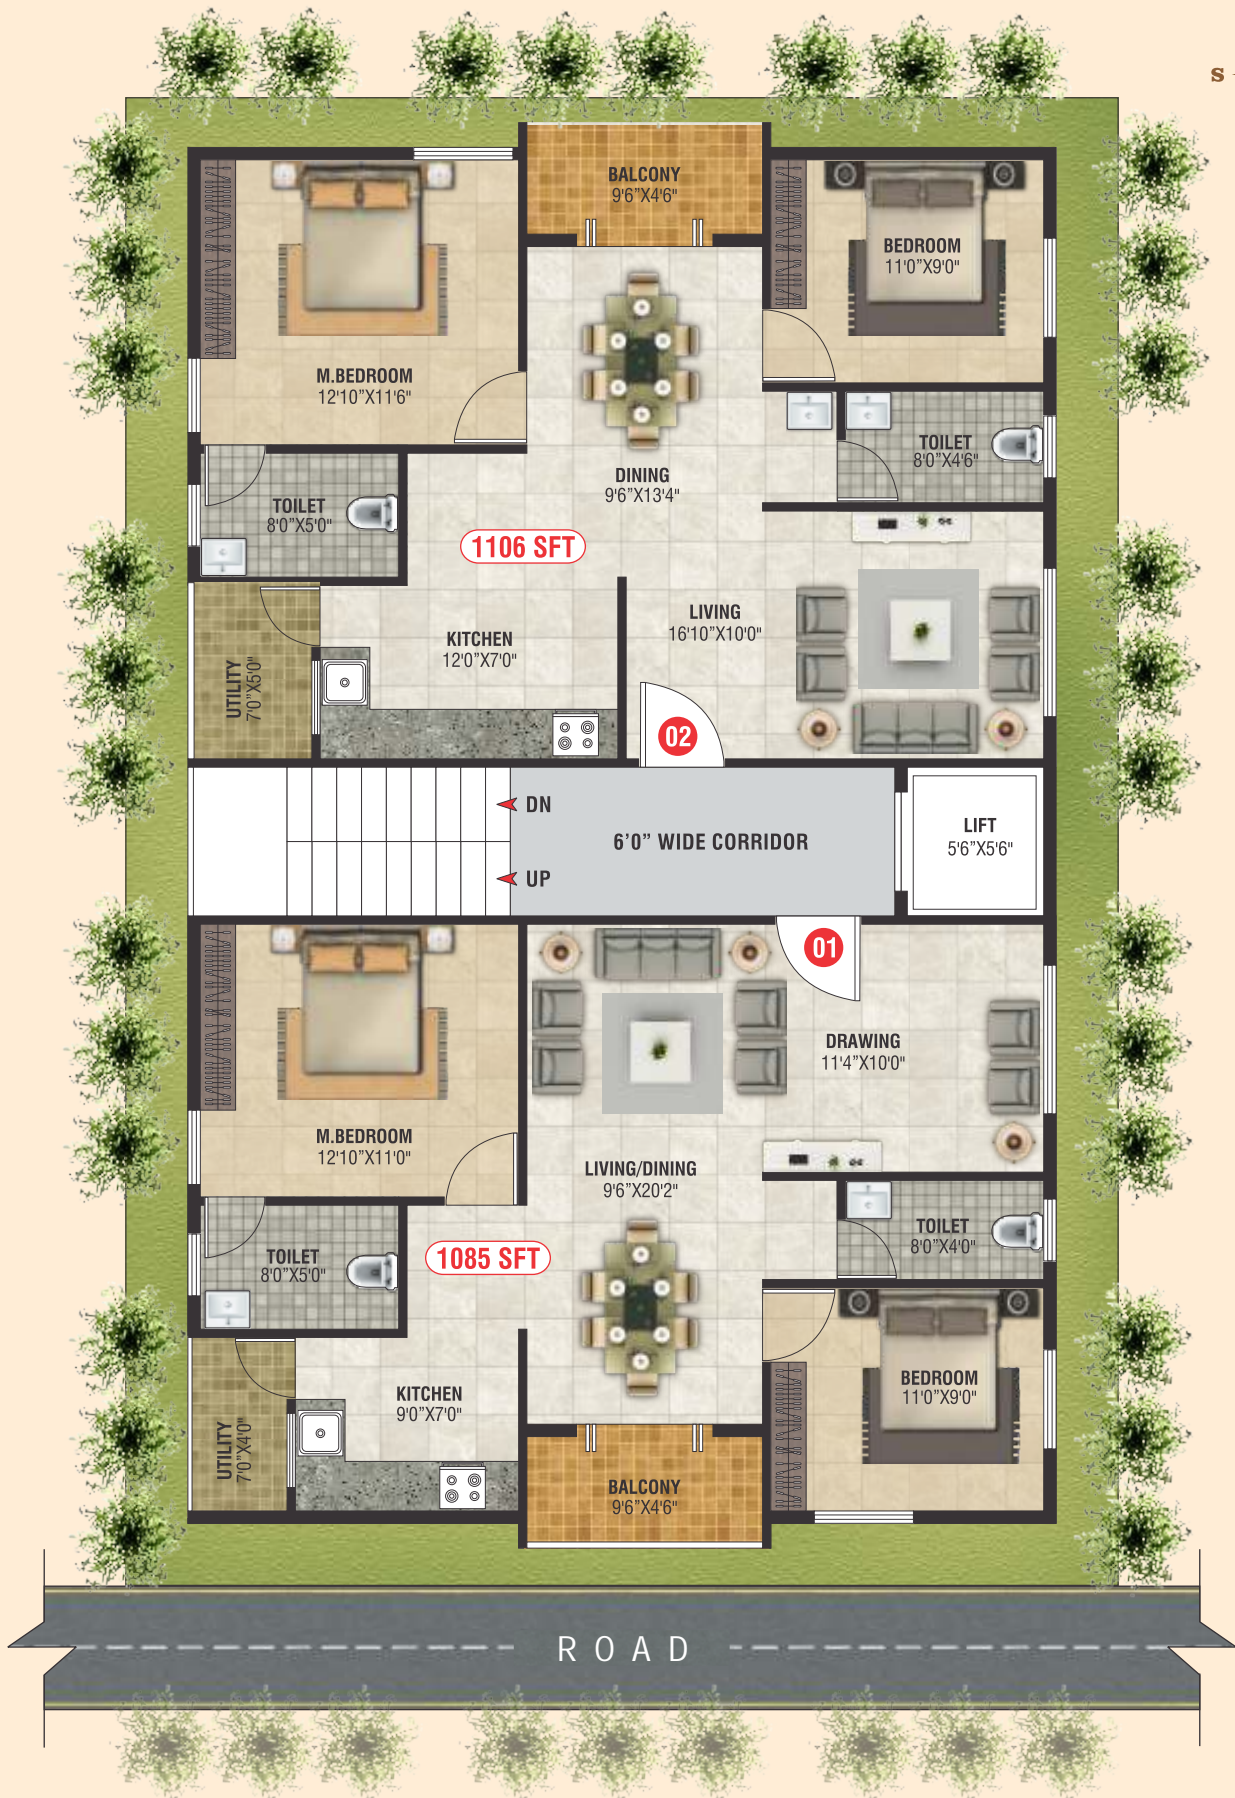 S
BALCONY
9'6"X4'6"
BEDROOM
11'0"X9'0"
M.BEDROOM
12'10"X11'6"
TOILET
8'0"X4'6"
DINING
9'6"X13'4"
TOILET
8'0"X5'0"
1106 SFT
LIVING
16'10"X10'0"
KITCHEN
12'0"X7'0"
UTILITY
7'0"X5'0"
02
DN
6'0" WIDE CORRIDOR
LIFT
5'6"X5'6"
UP
01
DRAWING
11'4"X10'0"
M.BEDROOM
12'10"X11'0"
LIVING/DINING
9'6"X20'2"
TOILET
8'0"X4'0"
TOILET
8'0"X5'0"
1085 SFT
BEDROOM
11'0"X9'0"
KITCHEN
9'0"X7'0"
UTILITY
7'0"X4'0"
BALCONY
9'6"X4'6"
ROAD